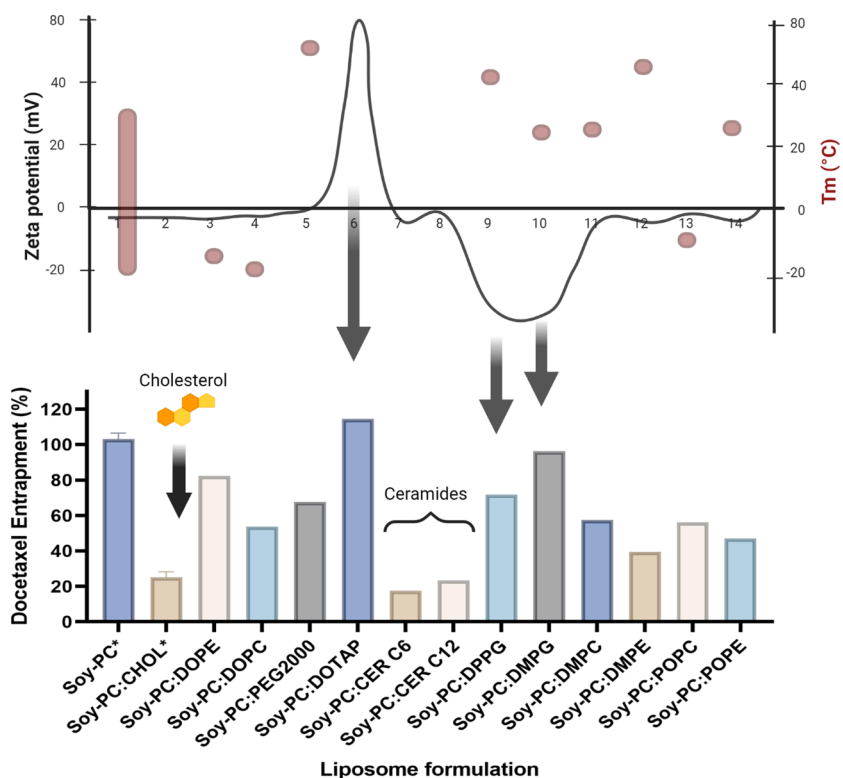 80
40
20
0
-20
Zeta potential (mV)
1 2 3 4 5 6 7 8 9 10 11 12 13 14
80
40
20
0
-20
Tm (°C)
Cholesterol
Ceramides
Docetaxel Entrapment (%)
120
100
80
60
40
20
0
Soy-PC*
Soy-PC:CHOL*
Soy-PC:DOPE
Soy-PC:DOPC
Soy-PC:PEG2000
Soy-PC:DOTAP
Soy-PC:CER C6
Soy-PC:CER C12
Soy-PC:DPPG
Soy-PC:DMPG
Soy-PC:DMPC
Soy-PC:DMPE
Soy-PC:POPC
Soy-PC:POPE
Liposome formulation